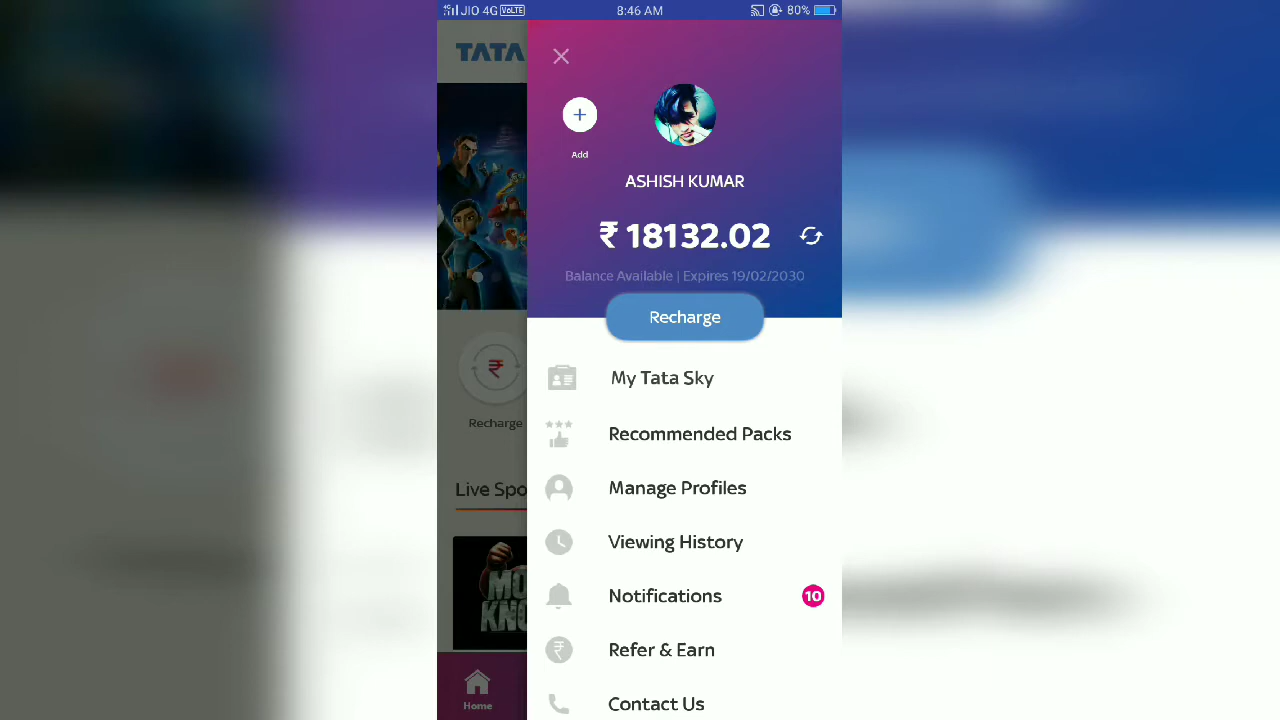 JIO 4G VoLTE 8:46 AM 80%
TATA
Add
ASHISH KUMAR
₹ 18132.02
Balance Available | Expires 19/02/2030
Recharge
My Tata Sky
Recharge
Recommended Packs
Manage Profiles
Live Spo
Viewing History
Notifications 10
Refer & Earn
Contact Us
Home